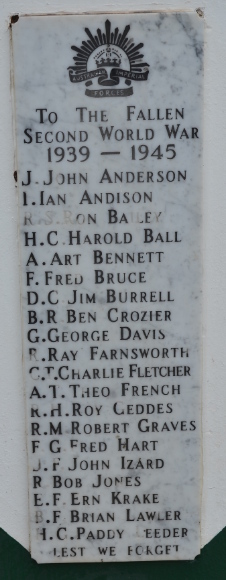 AUSTRALIAN IMPERIAL
FORCES
TO THE FALLEN
SECOND WORLD WAR
1939 — 1945
J. JOHN ANDERSON
I. IAN ANDISON
R.S. RON BAILEY
H.C. HAROLD BALL
A. ART BENNETT
F. FRED BRUCE
D.C JIM BURRELL
B.R BEN CROZIER
G. GEORGE DAVIS
R. RAY FARNSWORTH
C.T. CHARLIE FLETCHER
A.T. THEO FRENCH
R.H. ROY GEDDES
R.M ROBERT GRAVES
F G FRED HART
J.F JOHN IZARD
R BOB JONES
E.F. ERN KRAKE
B.F BRIAN LAWLER
H.C. PADDY LEEDER
LEST WE FORGET